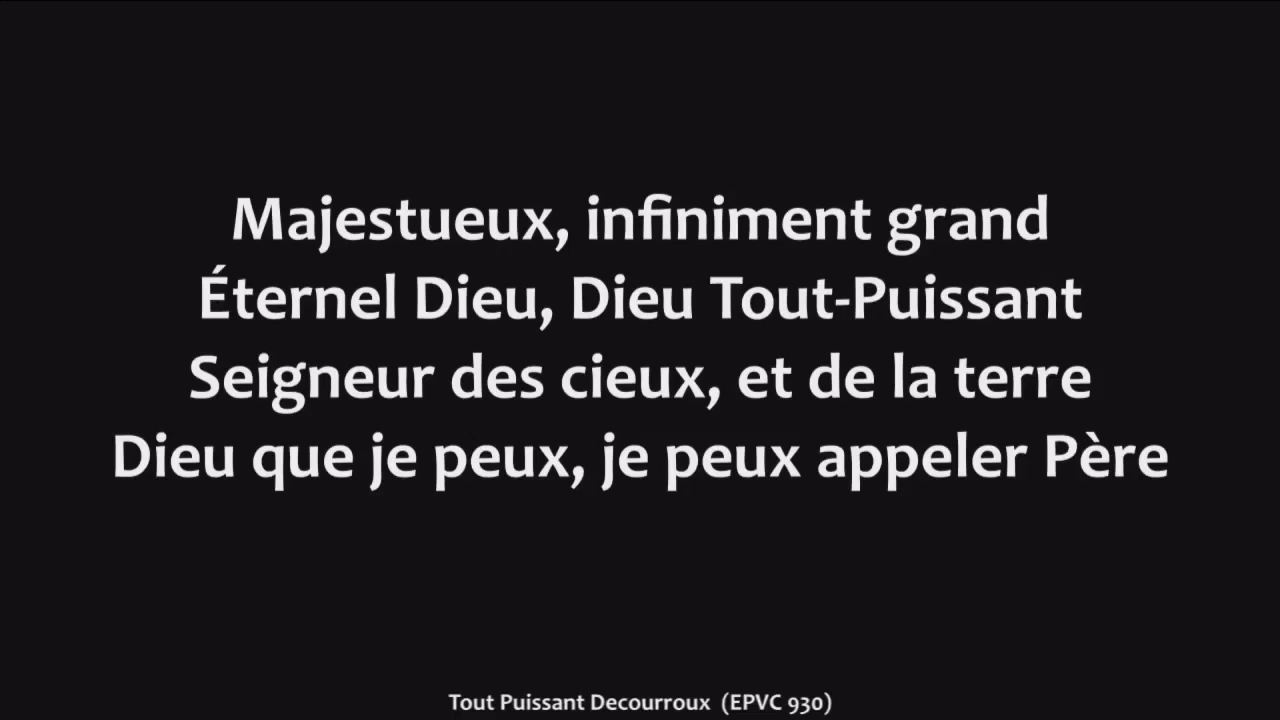 Majestueux, infiniment grand
Éternel Dieu, Dieu Tout-Puissant
Seigneur des cieux, et de la terre
Dieu que je peux, je peux appeler Père
Tout Puissant Decourroux (EPVC 930)